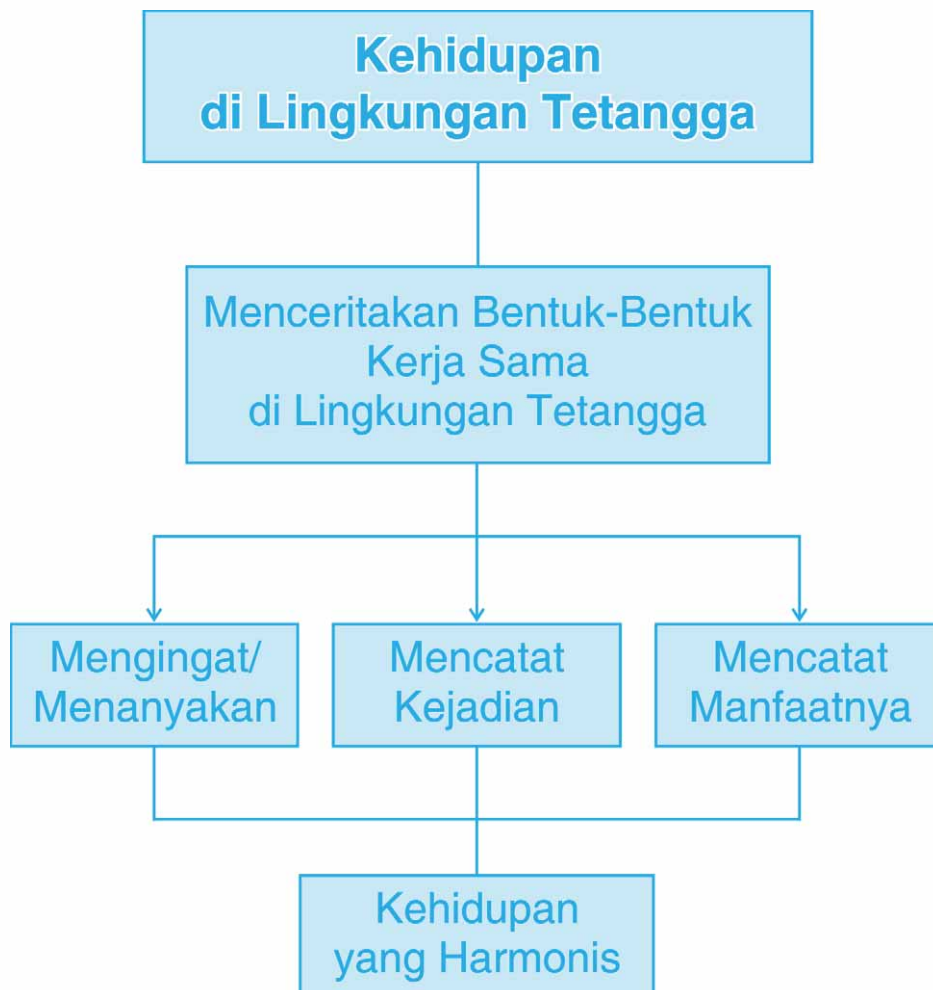 Kehidupan
di Lingkungan Tetangga
Menceritakan Bentuk-Bentuk
Kerja Sama
di Lingkungan Tetangga
Mengingat/
Menanyakan
Mencatat
Kejadian
Mencatat
Manfaatnya
Kehidupan
yang Harmonis